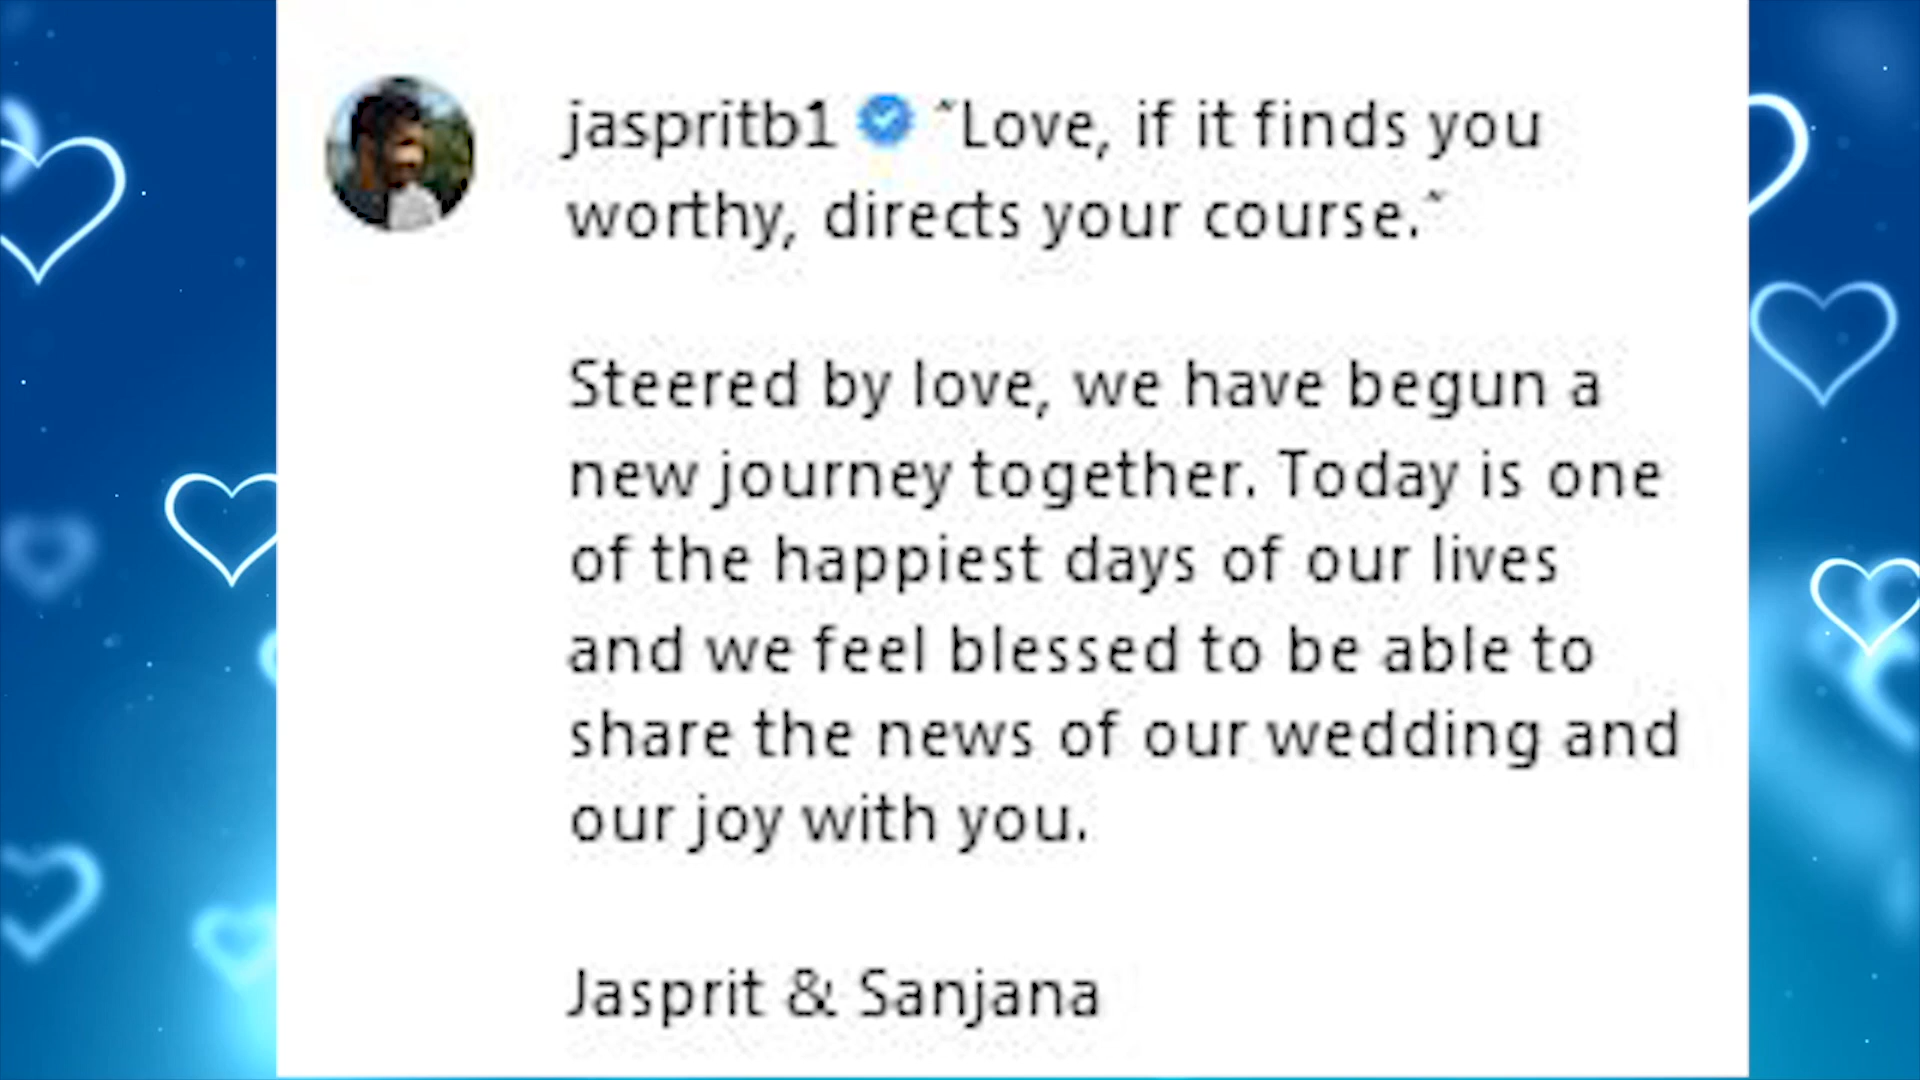 jaspritb1 "Love, if it finds you
worthy, directs your course."
Steered by love, we have begun a
new journey together. Today is one
of the happiest days of our lives
and we feel blessed to be able to
share the news of our wedding and
our joy with you.
Jasprit & Sanjana